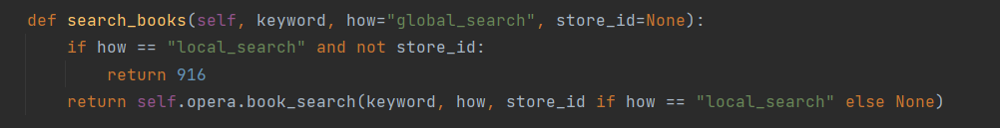 def search_books(self, keyword, how="global_search", store_id=None):
    if how == "local_search" and not store_id:
        return 916
    return self.opera.book_search(keyword, how, store_id if how == "local_search" else None)